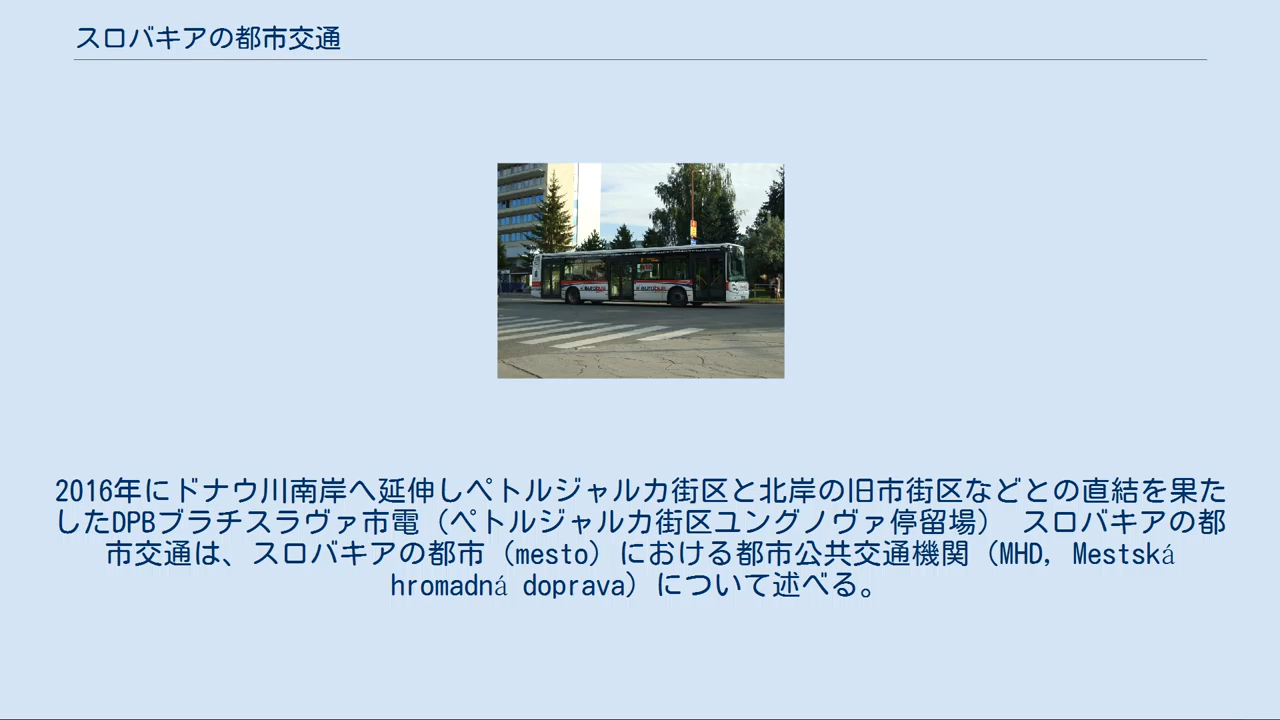 スロバキアの都市交通
2016年にドナウ川南岸へ延伸しペトルジャルカ街区と北岸の旧市街区などとの直結を果た
したDPBブラチスラヴァ市電（ペトルジャルカ街区ユングノヴァ停留場） スロバキアの都
市交通は、スロバキアの都市（mesto）における都市公共交通機関（MHD, Mestská
hromadná doprava）について述べる。